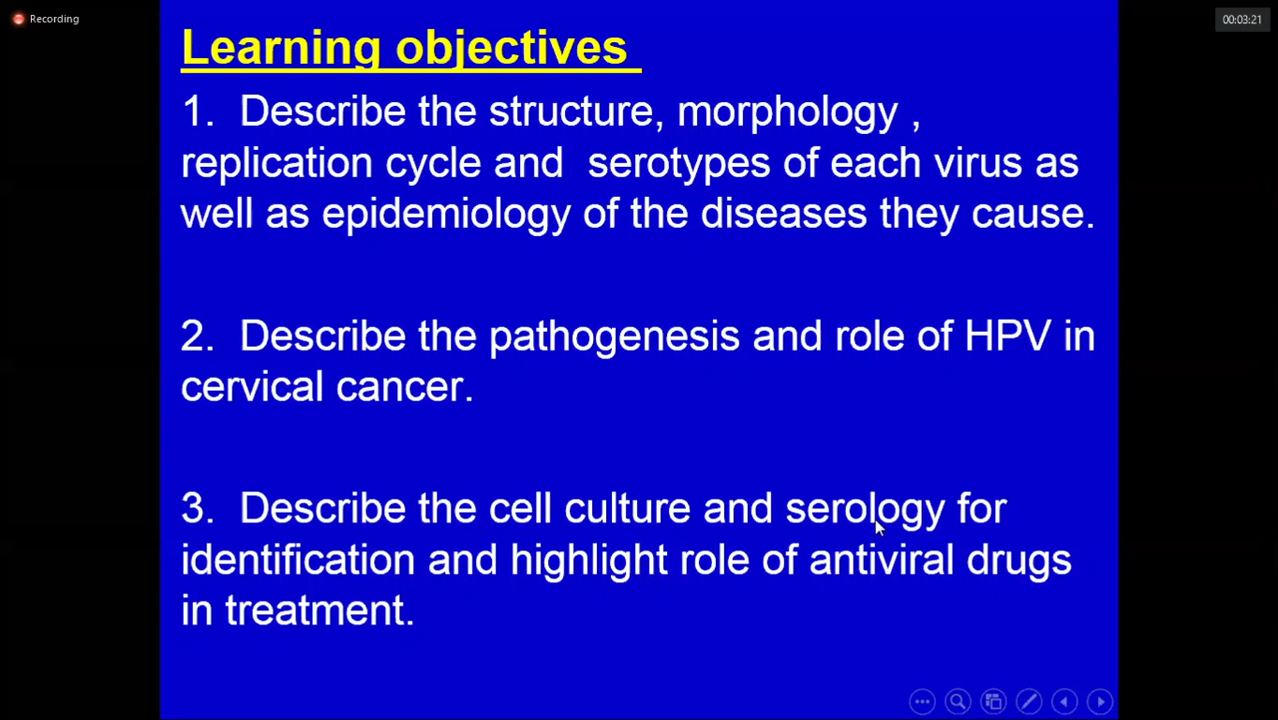 Recording
00:03:21
Learning objectives
1. Describe the structure, morphology ,
replication cycle and serotypes of each virus as
well as epidemiology of the diseases they cause.
2. Describe the pathogenesis and role of HPV in
cervical cancer.
3. Describe the cell culture and serology for
identification and highlight role of antiviral drugs
in treatment.